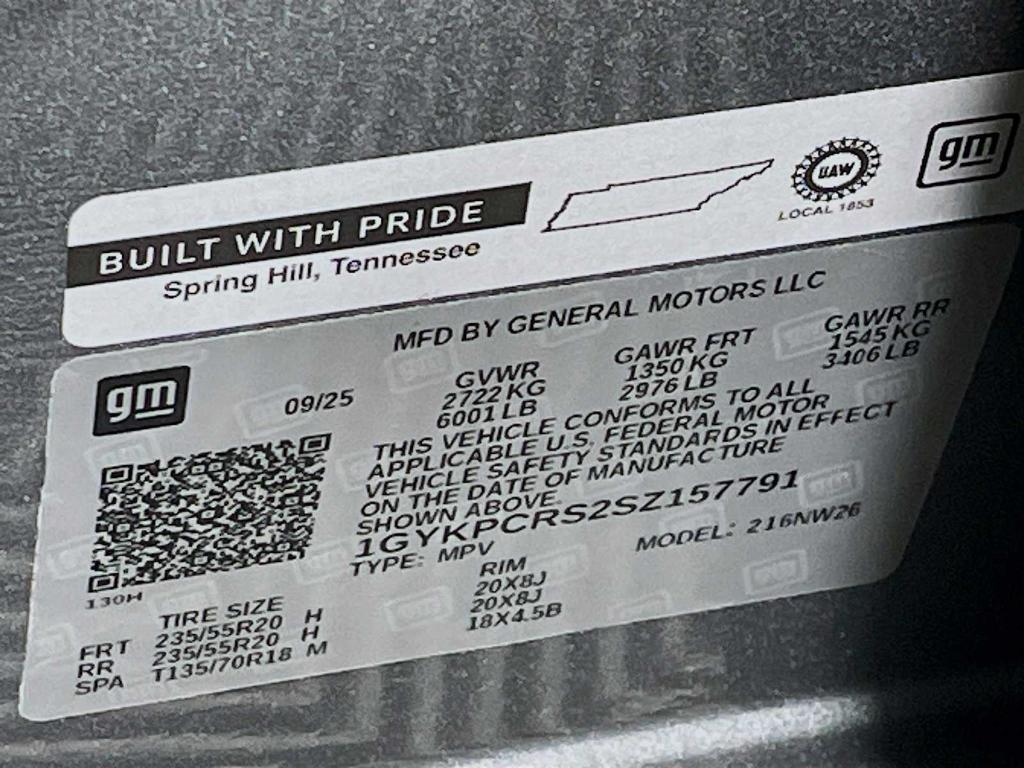 BUILT WITH PRIDE
Spring Hill, Tennessee
UAW
LOCAL 1853
gm
MFD BY GENERAL MOTORS LLC
gm
09/25
GVWR GAWR FRT GAWR RR
2722 KG 1350 KG 1545 KG
6001 LB 2976 LB 3406 LB
THIS VEHICLE CONFORMS TO ALL
APPLICABLE U.S. FEDERAL MOTOR
VEHICLE SAFETY STANDARDS IN EFFECT
ON THE DATE OF MANUFACTURE
SHOWN ABOVE.
1GYKPCRS2SZ157791
TYPE: MPV MODEL: 216NW26
130H
TIRE SIZE RIM
FRT 235/55R20 H 20X8J
RR 235/55R20 H 20X8J
SPA T135/70R18 M 18X4.5B